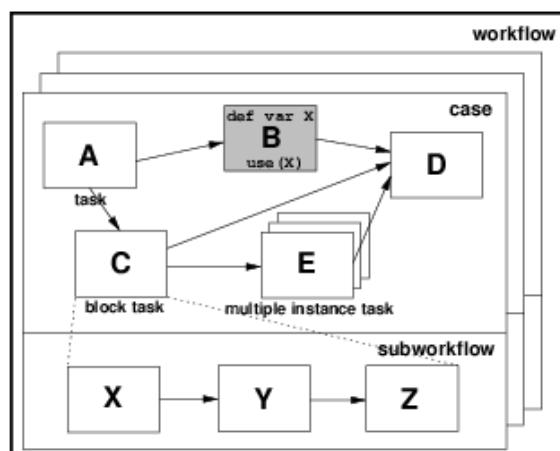 workflow
case
def var X
A
B
use(X)
D
task
C
E
block task
multiple instance task
subworkflow
X
Y
Z